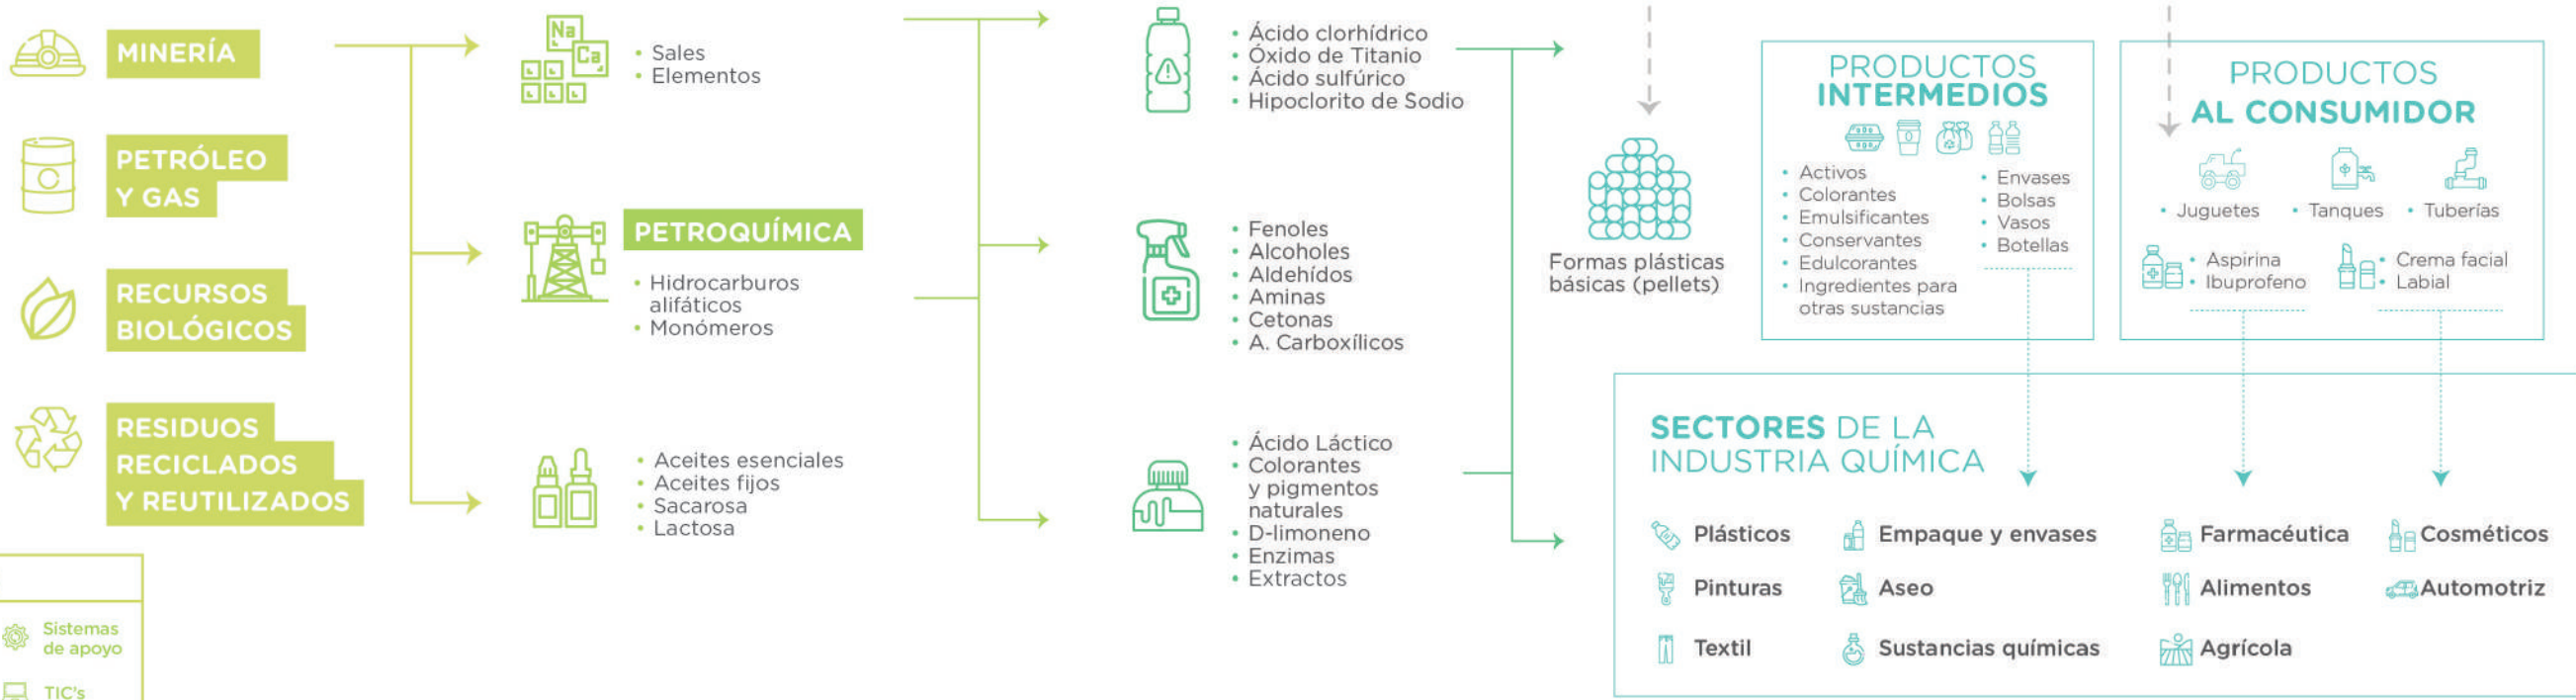 MINERÍA
PETRÓLEO
Y GAS
RECURSOS
BIOLÓGICOS
RESIDUOS
RECICLADOS
Y REUTILIZADOS
Sistemas
de apoyo
TIC's
Na
Ca
• Sales
• Elementos
PETROQUÍMICA
• Hidrocarburos
alifáticos
• Monómeros
• Aceites esenciales
• Aceites fijos
• Sacarosa
• Lactosa
• Ácido clorhídrico
• Óxido de Titanio
• Ácido sulfúrico
• Hipoclorito de Sodio
• Fenoles
• Alcoholes
• Aldehídos
• Aminas
• Cetonas
• A. Carboxílicos
• Ácido Láctico
• Colorantes
y pigmentos
naturales
• D-limoneno
• Enzimas
• Extractos
Formas plásticas
básicas (pellets)
PRODUCTOS
INTERMEDIOS
• Activos
• Colorantes
• Emulsificantes
• Conservantes
• Edulcorantes
• Ingredientes para
otras sustancias
• Envases
• Bolsas
• Vasos
• Botellas
PRODUCTOS
AL CONSUMIDOR
• Juguetes • Tanques • Tuberías
• Aspirina
• Ibuprofeno
• Crema facial
• Labial
SECTORES DE LA
INDUSTRIA QUÍMICA
Plásticos Empaque y envases Farmacéutica Cosméticos
Pinturas Aseo Alimentos Automotriz
Textil Sustancias químicas Agrícola